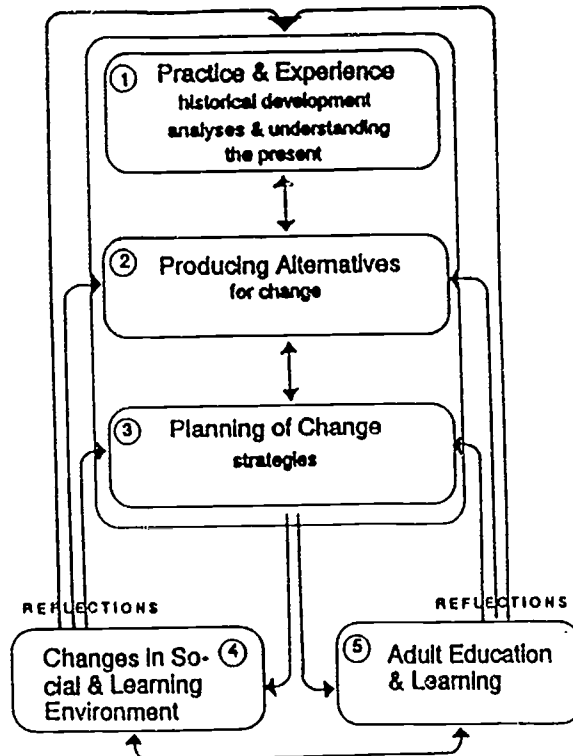 1 Practice & Experience
historical development
analyses & understanding
the present
2 Producing Alternatives
for change
3 Planning of Change
strategies
REFLECTIONS
REFLECTIONS
Changes in So- 4
cial & Learning
Environment
5 Adult Education
& Learning